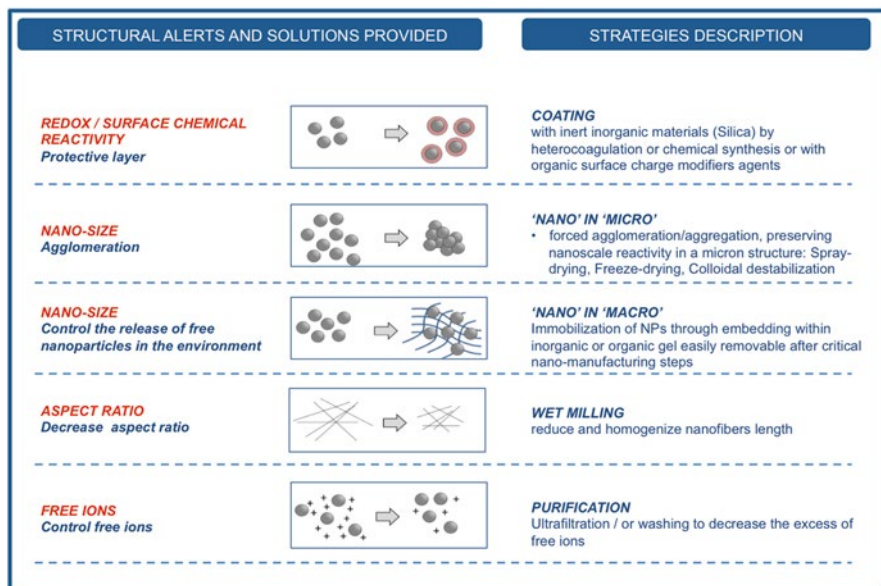 STRUCTURAL ALERTS AND SOLUTIONS PROVIDED
STRATEGIES DESCRIPTION
REDOX / SURFACE CHEMICAL
REACTIVITY
Protective layer
COATING
with inert inorganic materials (Silica) by
heterocoagulation or chemical synthesis or with
organic surface charge modifiers agents
NANO-SIZE
Agglomeration
‘NANO’ IN ‘MICRO’
• forced agglomeration/aggregation, preserving
nanoscale reactivity in a micron structure: Spray-
drying, Freeze-drying, Colloidal destabilization
NANO-SIZE
Control the release of free
nanoparticles in the environment
‘NANO’ IN ‘MACRO’
Immobilization of NPs through embedding within
inorganic or organic gel easily removable after critical
nano-manufacturing steps
ASPECT RATIO
Decrease aspect ratio
WET MILLING
reduce and homogenize nanofibers length
FREE IONS
Control free ions
PURIFICATION
Ultrafiltration / or washing to decrease the excess of
free ions